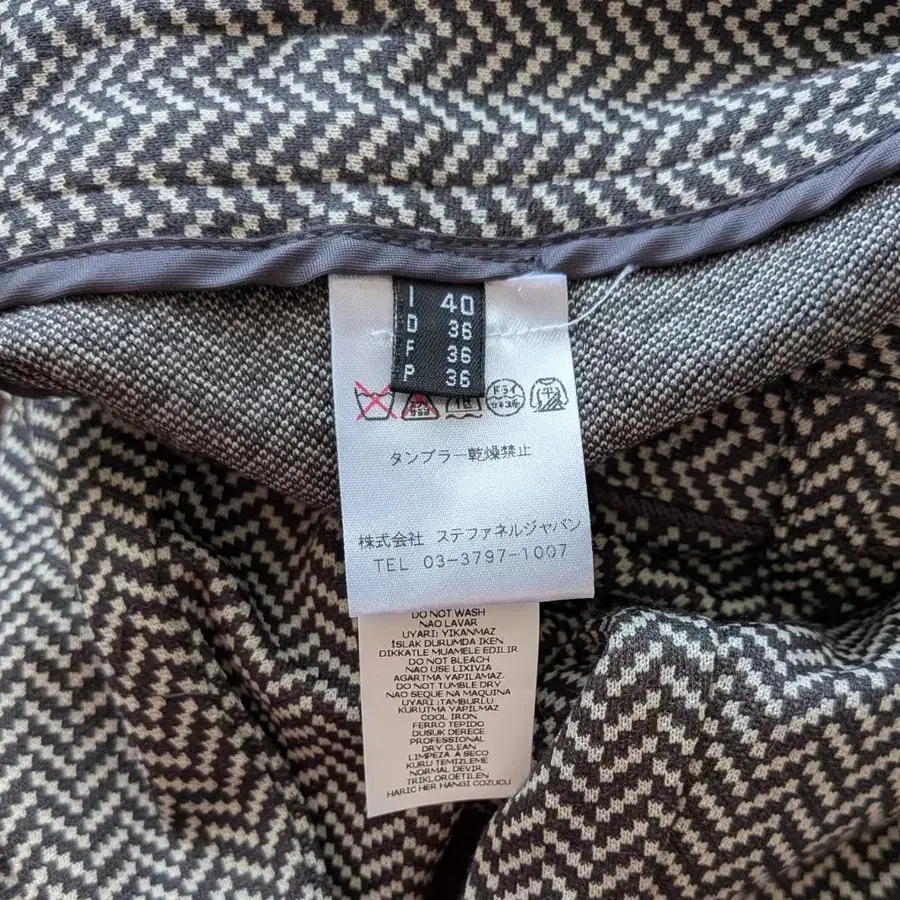 I 40
D 36
F 36
P 36
ドライ
タンブラー乾燥禁止
株式会社 ステファネルジャパン
TEL 03-3797-1007
DO NOT WASH
NAO LAVAR
UYARI: YIKANMAZ
ISLAK DURUMDA IKEN
DIKKATLE MUAMELE EDILIR
DO NOT BLEACH
NAO USE LIXIVIA
AGARTMA YAPILAMAZ.
DO NOT TUMBLE DRY
NAO SEQUE NA MAQUINA
UYARI :TAMBURLU
KURUTMA YAPILMAZ
COOL IRON
FERRO TEPIDO
DUSUK DERECE
PROFESSIONAL
DRY CLEAN
LIMPEZA A SECO
KURU TEMIZLEME
NORMAL DEVIR.
TRIKLOROETILEN
HARIC HER HANGI COZUCU